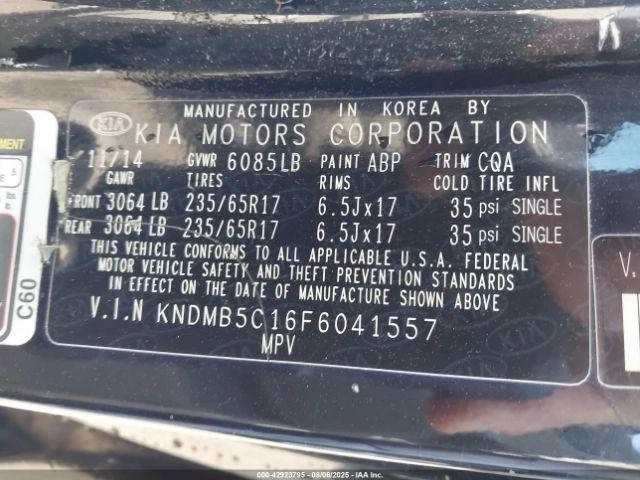 MANUFACTURED IN KOREA BY
KIA KIA MOTORS CORPORATION
11/14 GVWR 6085LB PAINT ABP TRIM CQA
GAWR TIRES RIMS COLD TIRE INFL
FRONT 3064 LB 235/65R17 6.5Jx17 35 psi SINGLE
REAR 3064 LB 235/65R17 6.5Jx17 35 psi SINGLE
THIS VEHICLE CONFORMS TO ALL APPLICABLE U.S.A. FEDERAL
MOTOR VEHICLE SAFETY AND THEFT PREVENTION STANDARDS
IN EFFECT ON THE DATE OF MANUFACTURE SHOWN ABOVE
V.I.N KNDMB5C16F6041557
MPV
C60
5
lbs.
V.
000-42923795 - 08/06/2025 - IAA Inc.